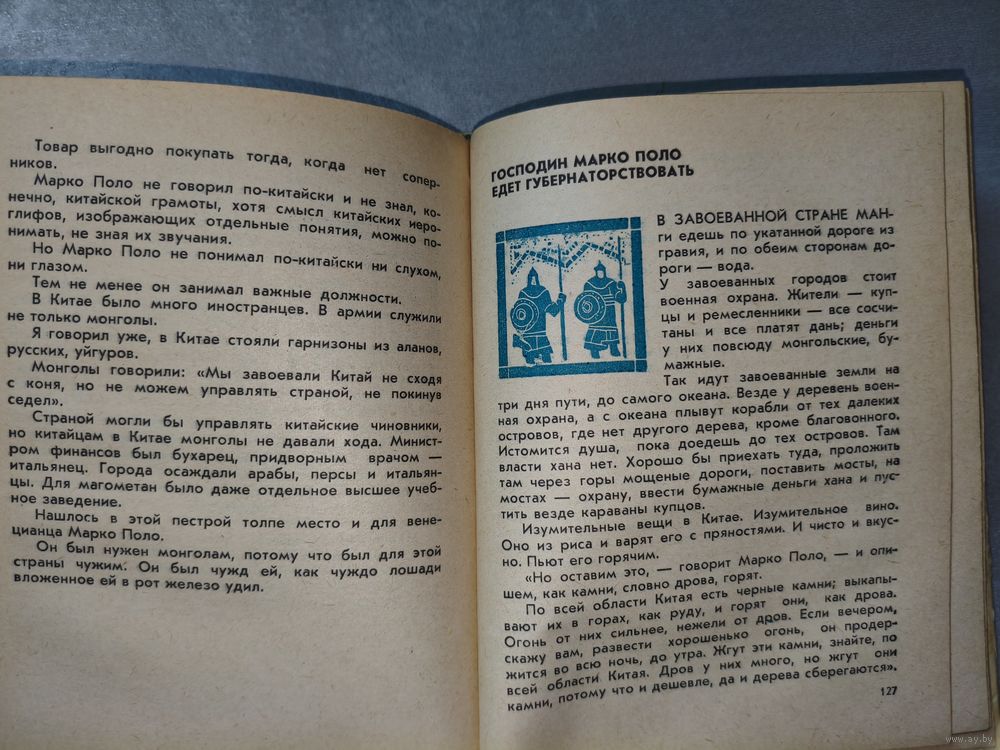 Товар выгодно покупать тогда, когда нет сопер-
ников.
Марко Поло не говорил по-китайски и не знал, ко-
нечно, китайской грамоты, хотя смысл китайских иеро-
глифов, изображающих отдельные понятия, можно по-
нимать, не зная их звучания.
Но Марко Поло не понимал по-китайски ни слухом,
ни глазом.
Тем не менее он занимал важные должности.
В Китае было много иностранцев. В армии служили
не только монголы.
Я говорил уже, в Китае стояли гарнизоны из аланов,
русских, уйгуров.
Монголы говорили: «Мы завоевали Китай не сходя
с коня, но не можем управлять страной, не покинув
седел».
Страной могли бы управлять китайские чиновники,
но китайцам в Китае монголы не давали хода. Минист-
ром финансов был бухарец, придворным врачом —
итальянец. Города осаждали арабы, персы и итальян-
цы. Для магометан было даже отдельное высшее учеб-
ное заведение.
Нашлось в этой пестрой толпе место и для вене-
цианца Марко Поло.
Он был нужен монголам, потому что был для этой
страны чужим. Он был чужд ей, как чуждо лошади
вложенное ей в рот железо удил.
ГОСПОДИН МАРКО ПОЛО
ЕДЕТ ГУБЕРНАТОРСТВОВАТЬ
В ЗАВОЕВАННОЙ СТРАНЕ МАН-
ГИ едешь по укатанной дороге из
гравия, и по обеим сторонам до-
роги — вода.
У завоеванных городов стоит
военная охрана. Жители — куп-
цы и ремесленники — все сосчи-
таны и все платят дань; деньги
у них повсюду монгольские, бу-
мажные.
Так идут завоеванные земли на
три дня пути, до самого океана. Везде у деревень воен-
ная охрана, а с океана плывут корабли от тех далеких
островов, где нет другого дерева, кроме благовонного.
Истомится душа, пока доедешь до тех островов. Там
власти хана нет. Хорошо бы приехать туда, проложить
там через горы мощеные дороги, поставить мосты, на
мостах — охрану, ввести бумажные деньги хана и пус-
тить везде караваны купцов.
Изумительные вещи в Китае. Изумительное вино.
Оно из риса и варят его с пряностями. И чисто и вкус-
но. Пьют его горячим.
«Но оставим это, — говорит Марко Поло, — и опи-
шем, как камни, словно дрова, горят.
По всей области Китая есть черные камни; выкапы-
вают их в горах, как руду, и горят они, как дрова.
Огонь от них сильнее, нежели от дров. Если вечером,
скажу вам, развести хорошенько огонь, он продер-
жится во всю ночь, до утра. Жгут эти камни, знайте, по
всей области Китая. Дров у них много, но жгут они
камни, потому что и дешевле, да и дерева сберегаются».
127
www.ay.by